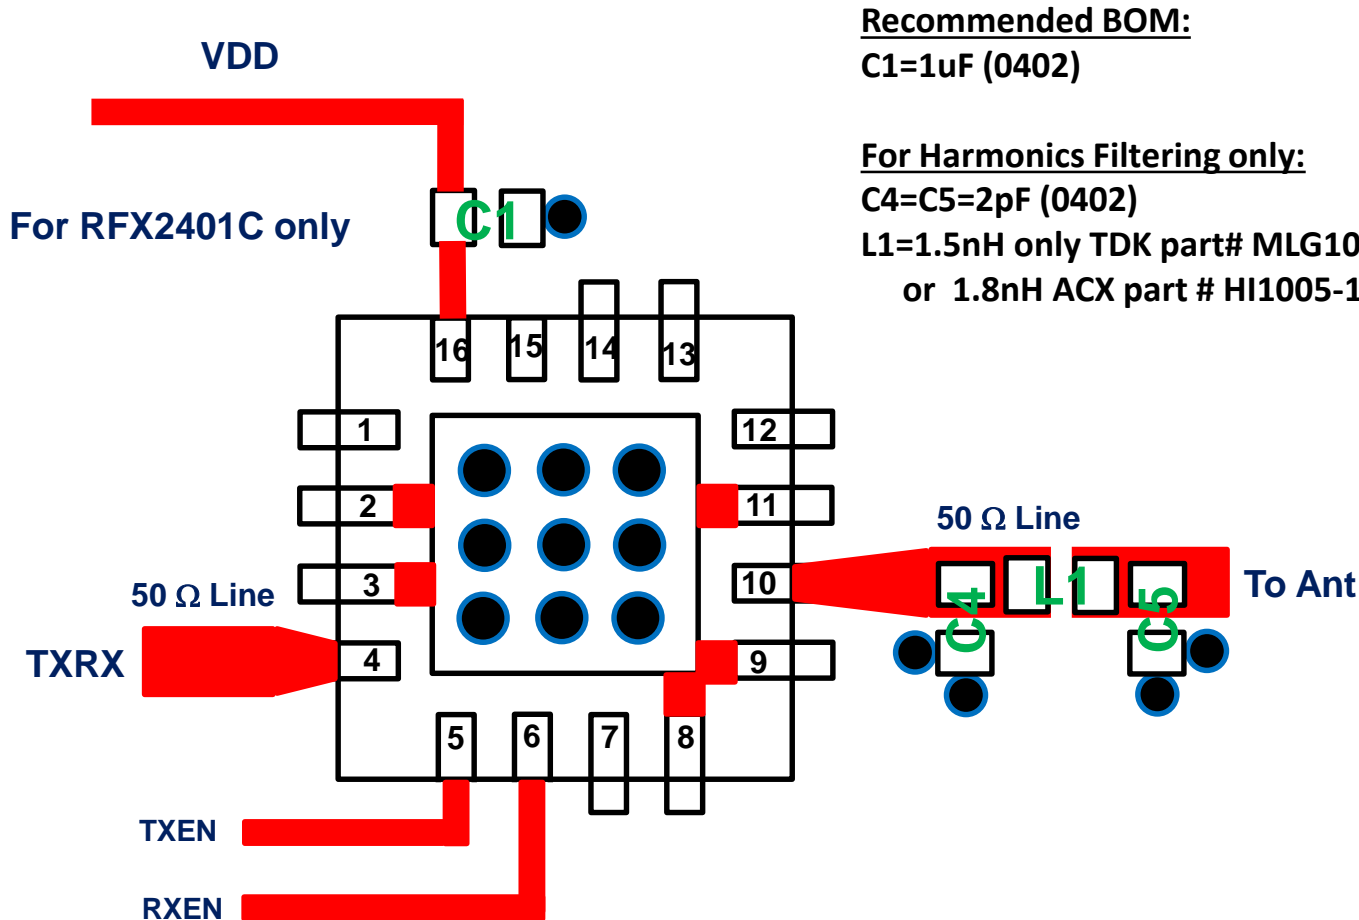 Recommended BOM:
C1=1uF (0402)
For Harmonics Filtering only:
C4=C5=2pF (0402)
L1=1.5nH only TDK part# MLG10
or 1.8nH ACX part # HI1005-1
VDD
For RFX2401C only
C1
16
15
14
13
1
12
2
11
50 Ω Line
3
10
C4
L1
C5
To Ant
50 Ω Line
TXRX
4
9
5
6
7
8
TXEN
RXEN